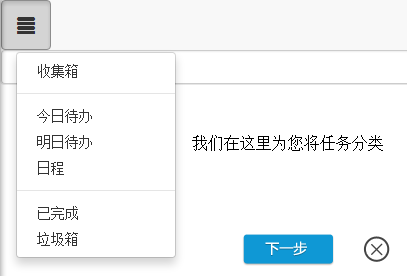 收集箱
今日待办
明日待办
日程
已完成
垃圾箱
我们在这里为您将任务分类
下一步